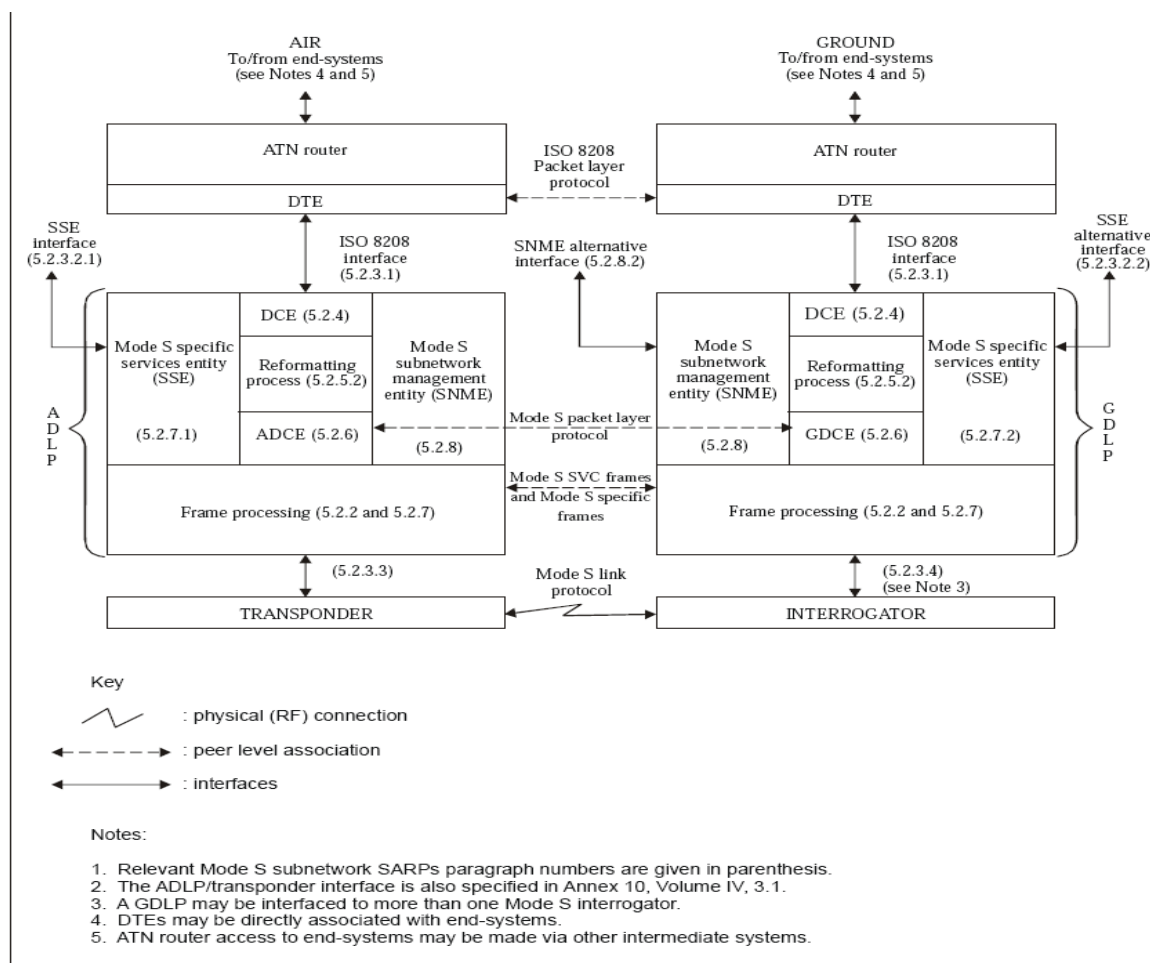 AIR
To/from end-systems
(see Notes 4 and 5)
GROUND
To/from end-systems
(see Notes 4 and 5)
ATN router
DTE
ISO 8208
Packet layer
protocol
ATN router
DTE
SSE
interface
(5.2.3.2.1)
ISO 8208
interface
(5.2.3.1)
SNME alternative
interface (5.2.8.2)
ISO 8208
interface
(5.2.3.1)
SSE
alternative
interface
(5.2.3.2.2)
A
D
L
P
Mode S specific
services entity
(SSE)
(5.2.7.1)
DCE (5.2.4)
Reformatting
process (5.2.5.2)
ADCE (5.2.6)
Mode S
subnetwork
management
entity (SNME)
(5.2.8)
Frame processing (5.2.2 and 5.2.7)
Mode S packet layer
protocol
Mode S SVC frames
and Mode S specific
frames
Mode S
subnetwork
management
entity (SNME)
(5.2.8)
DCE (5.2.4)
Reformatting
process (5.2.5.2)
GDCE (5.2.6)
Mode S specific
services entity
(SSE)
(5.2.7.2)
Frame processing (5.2.2 and 5.2.7)
G
D
L
P
(5.2.3.3)
Mode S link
protocol
(5.2.3.4)
(see Note 3)
TRANSPONDER
INTERROGATOR
Key
: physical (RF) connection
: peer level association
: interfaces
Notes:
1. Relevant Mode S subnetwork SARPs paragraph numbers are given in parenthesis.
2. The ADLP/transponder interface is also specified in Annex 10, Volume IV, 3.1.
3. A GDLP may be interfaced to more than one Mode S interrogator.
4. DTEs may be directly associated with end-systems.
5. ATN router access to end-systems may be made via other intermediate systems.